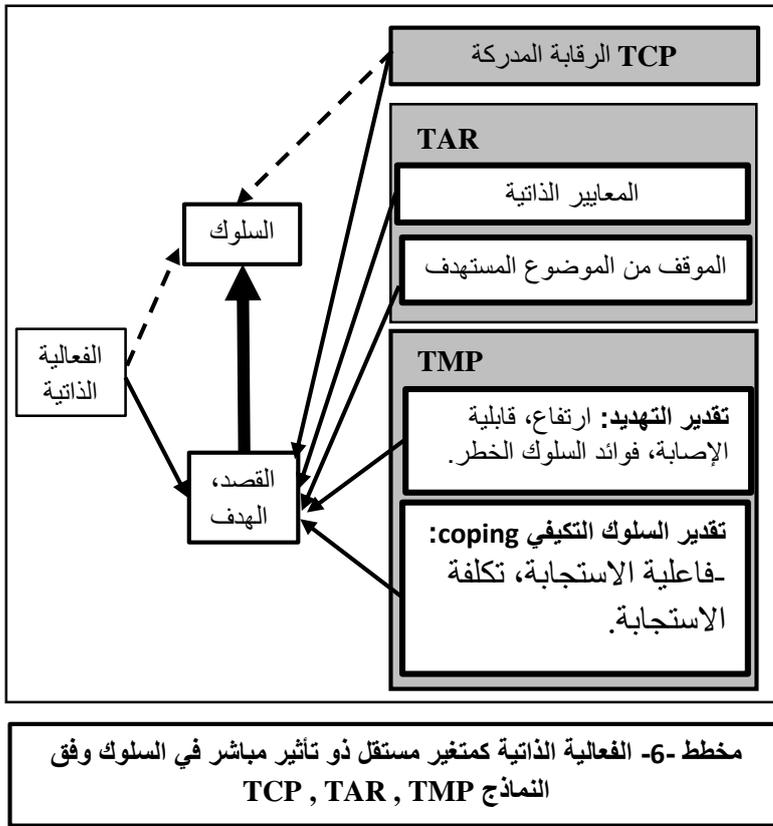 TCP الرقابة المدركة
TAR
المعايير الذاتية
الموقف من الموضوع المستهدف
السلوك
الفعالية
الذاتية
القصد،
الهدف
TMP
تقدير التهديد: ارتفاع، قابلية
الإصابة، فوائد السلوك الخطر.
تقدير السلوك التكيفي coping:
-فاعلية الاستجابة، تكلفة
الاستجابة.
مخطط -6- الفعالية الذاتية كمتغير مستقل ذو تأثير مباشر في السلوك وفق
النماذج TCP , TAR , TMP